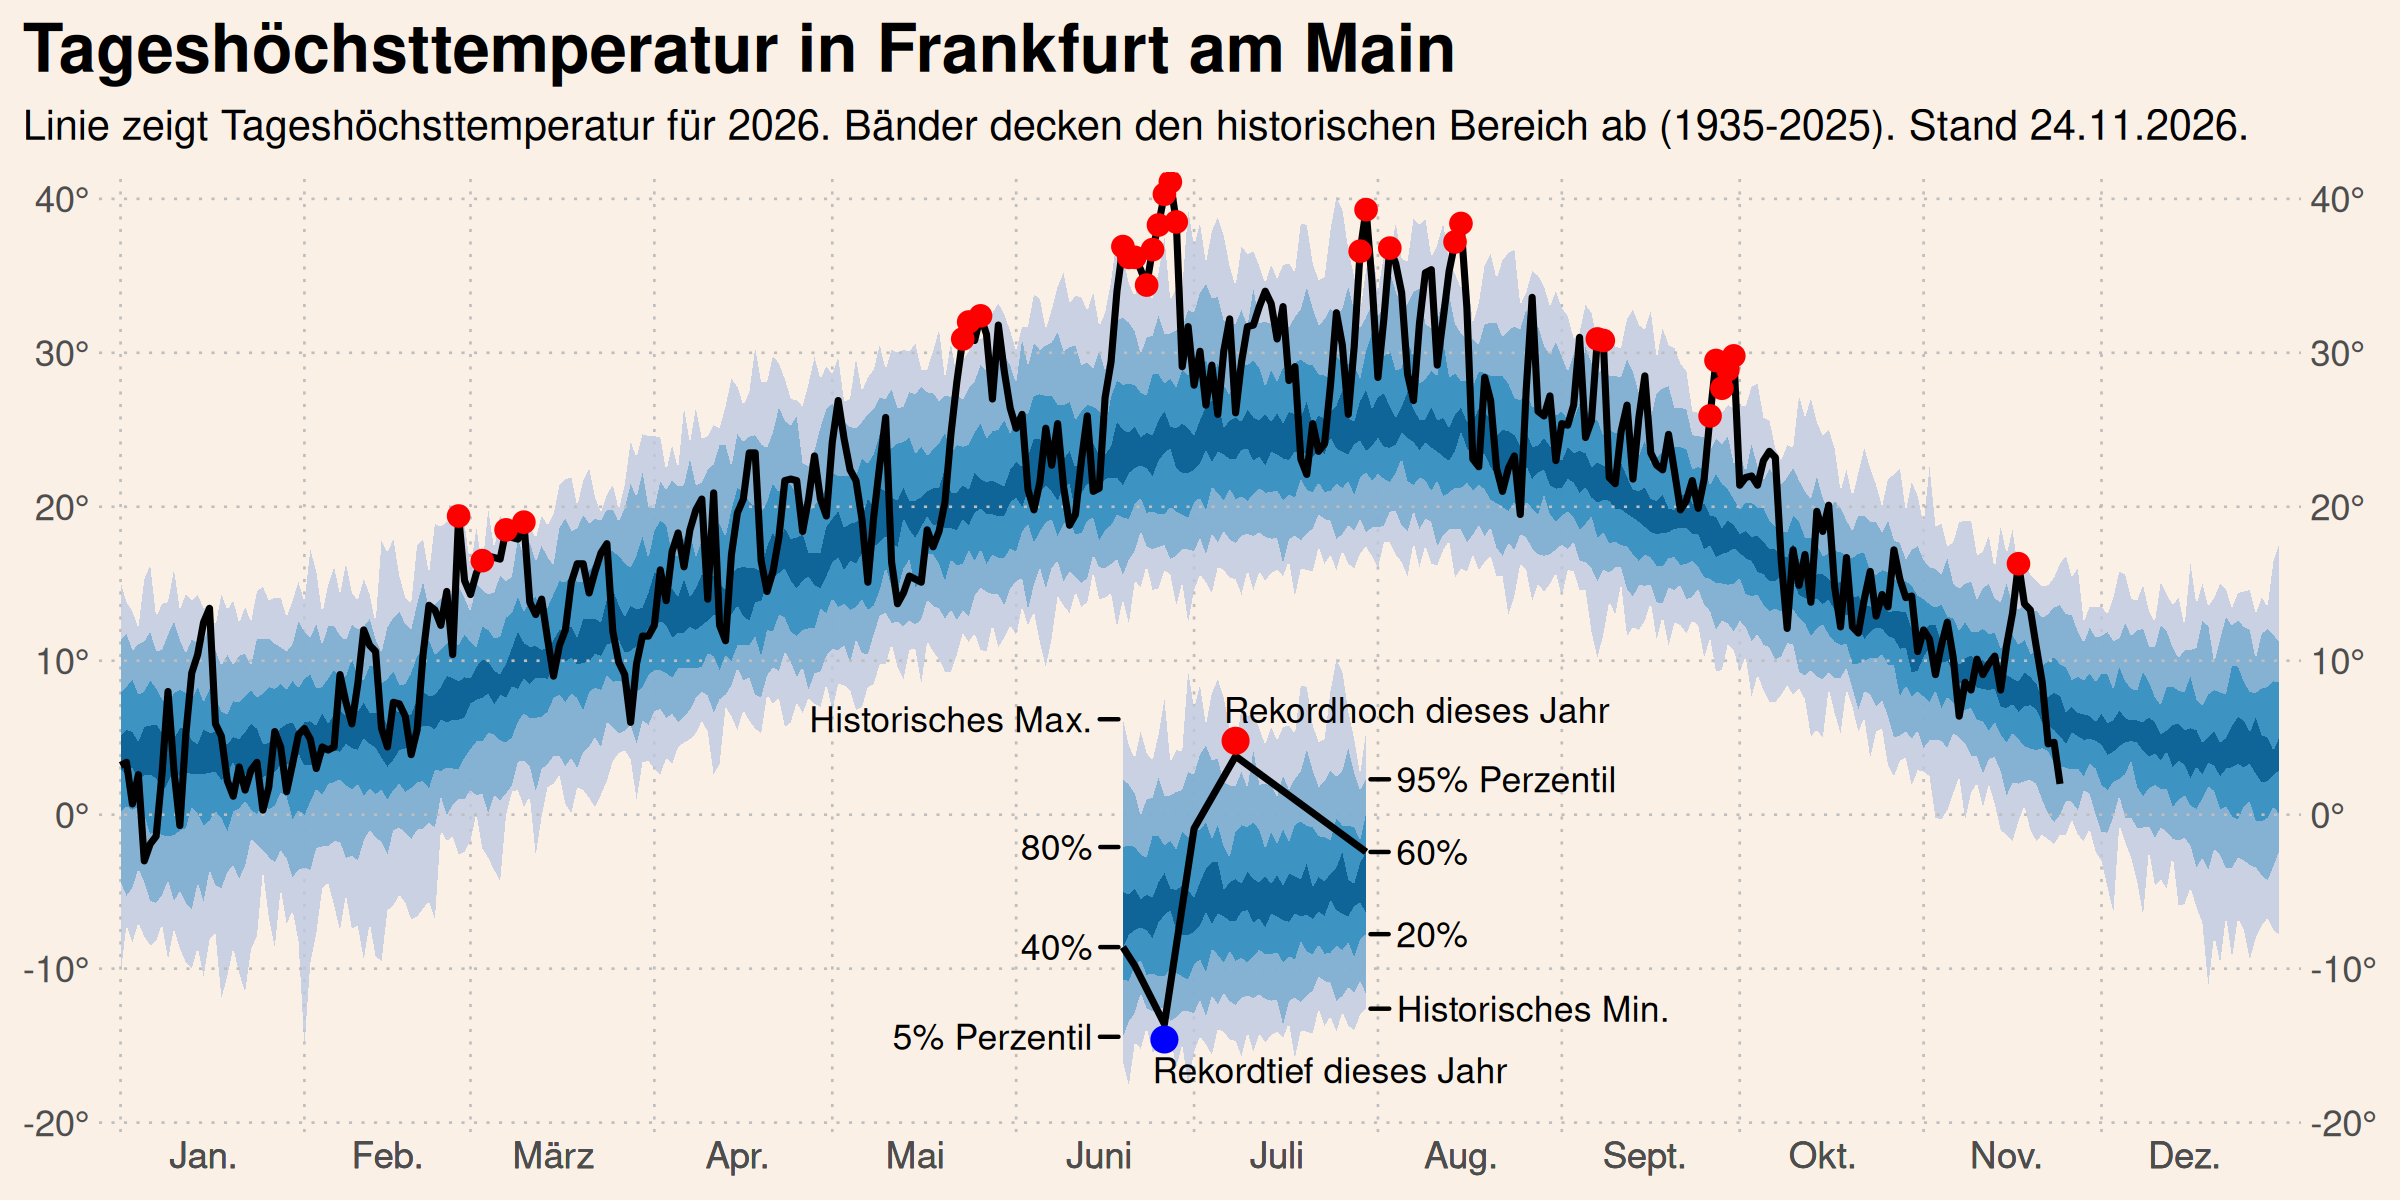 Tageshöchsttemperatur in Frankfurt am Main
Linie zeigt Tageshöchsttemperatur für 2026. Bänder decken den historischen Bereich ab (1935-2025). Stand 24.11.2026.
40° 40°
30° 30°
20° 20°
10° 10°
0° 0°
-10° -10°
-20° -20°
Rekordhoch dieses Jahr
Historisches Max.
95% Perzentil
80%
60%
20%
40%
Historisches Min.
5% Perzentil
Rekordtief dieses Jahr
Jan. Feb. März Apr. Mai Juni Juli Aug. Sept. Okt. Nov. Dez.